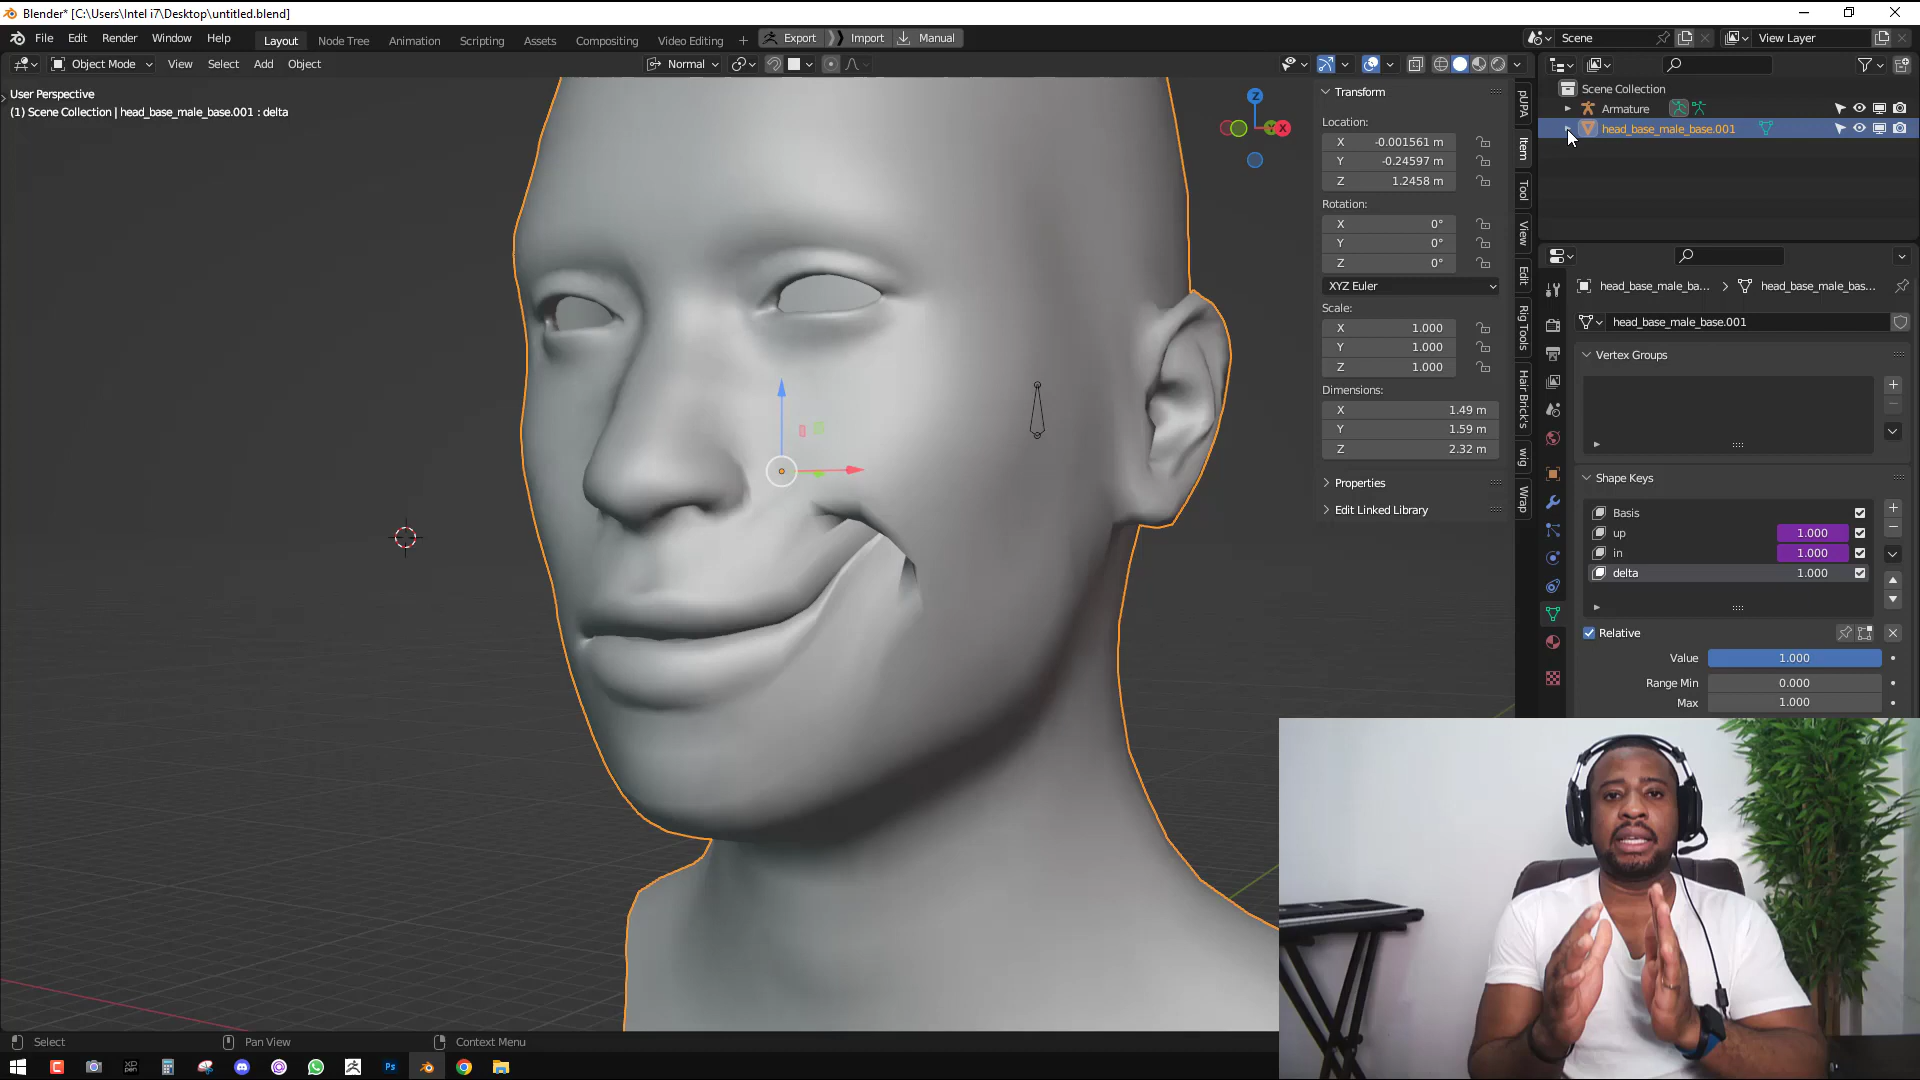 Blender* [C:\Users\Intel i7\Desktop\untitled.blend]
File Edit Render Window Help Layout Node Tree Animation Scripting Assets Compositing Video Editing + Export Import Manual Scene View Layer
Object Mode View Select Add Object Normal
User Perspective
(1) Scene Collection | head_base_male_base.001 : delta
Z
Y
X
Transform
Location:
X -0.001561 m
Y -0.24597 m
Z 1.2458 m
Rotation:
X 0°
Y 0°
Z 0°
XYZ Euler
Scale:
X 1.000
Y 1.000
Z 1.000
Dimensions:
X 1.49 m
Y 1.59 m
Z 2.32 m
Properties
Edit Linked Library
pUPA
Item
Tool
View
Edit
Rig Tools
Hair Brick's
wig
Wrap
Scene Collection
Armature
head_base_male_base.001
head_base_male_ba... > head_base_male_bas...
head_base_male_base.001
Vertex Groups
Shape Keys
Basis
up 1.000
in 1.000
delta 1.000
Relative
Value 1.000
Range Min 0.000
Max 1.000
Select Pan View Context Menu
XP
PEN
Ps